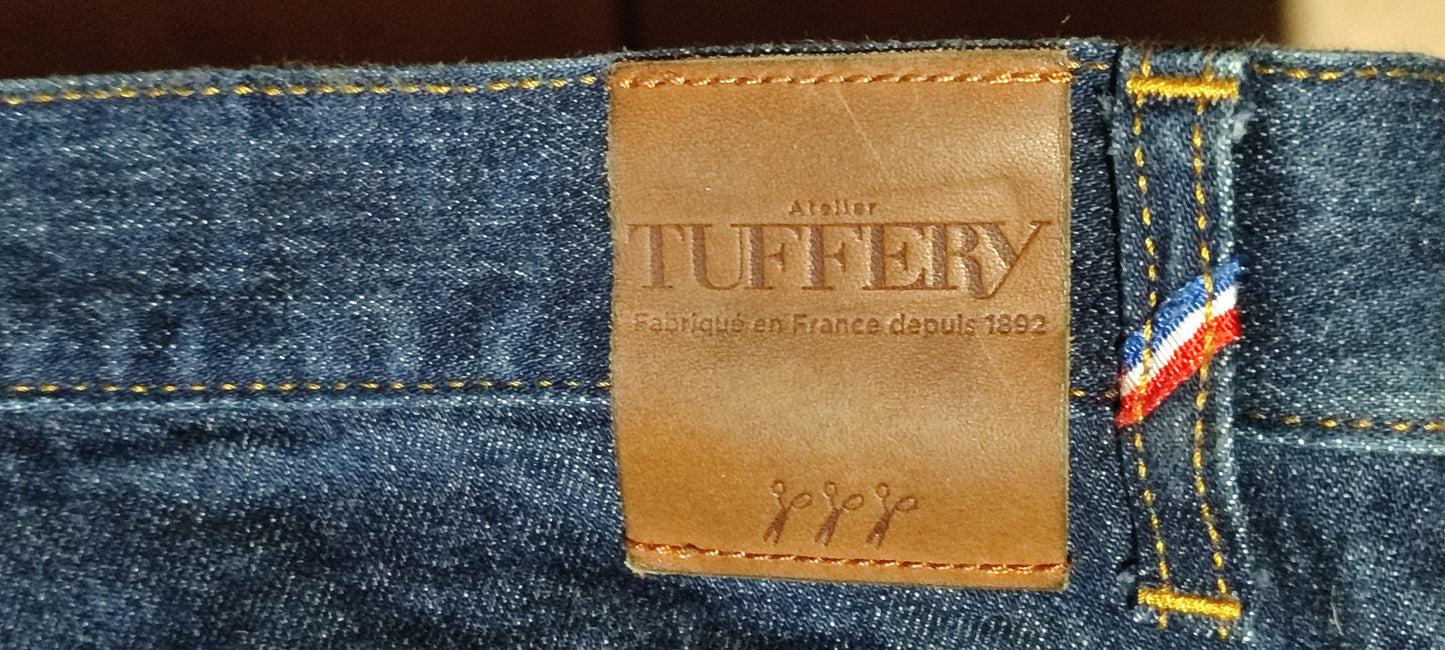 Atelier
TUFFERY
Fabriqué en France depuis 1892